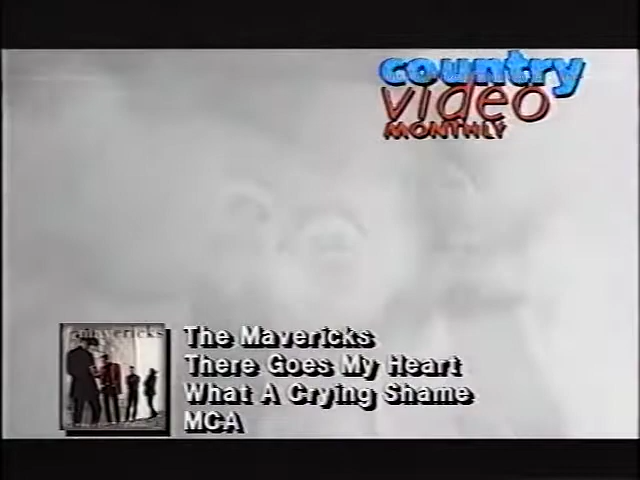 country
video
MONTHLY
mavericks
The Mavericks
There Goes My Heart
What A Crying Shame
MCA